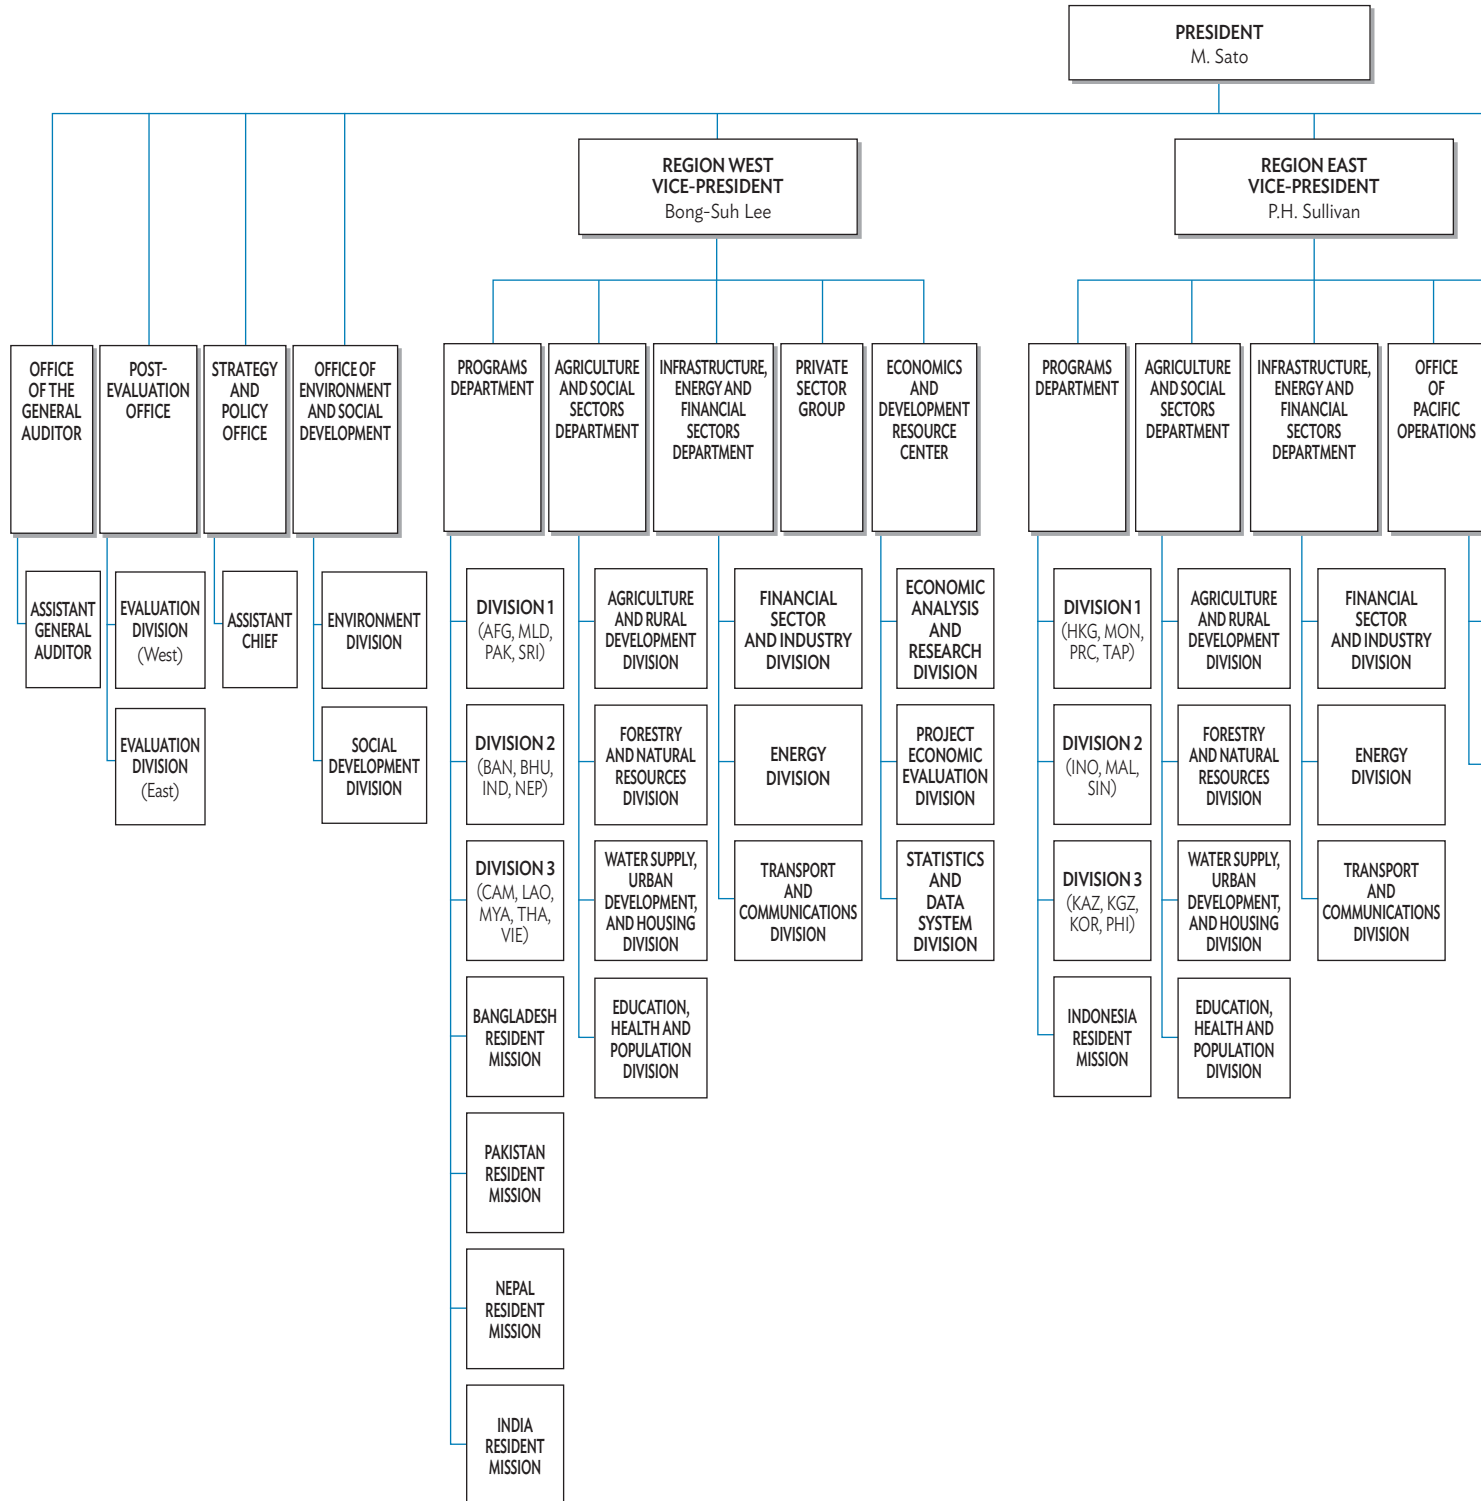 PRESIDENT
M. Sato
REGION WEST
VICE-PRESIDENT
Bong-Suh Lee
REGION EAST
VICE-PRESIDENT
P.H. Sullivan
OFFICE
OF THE
GENERAL
AUDITOR
POST-
EVALUATION
OFFICE
STRATEGY
AND
POLICY
OFFICE
OFFICE OF
ENVIRONMENT
AND SOCIAL
DEVELOPMENT
PROGRAMS
DEPARTMENT
AGRICULTURE
AND SOCIAL
SECTORS
DEPARTMENT
INFRASTRUCTURE,
ENERGY AND
FINANCIAL
SECTORS
DEPARTMENT
PRIVATE
SECTOR
GROUP
ECONOMICS
AND
DEVELOPMENT
RESOURCE
CENTER
PROGRAMS
DEPARTMENT
AGRICULTURE
AND SOCIAL
SECTORS
DEPARTMENT
INFRASTRUCTURE,
ENERGY AND
FINANCIAL
SECTORS
DEPARTMENT
OFFICE
OF
PACIFIC
OPERATIONS
ASSISTANT
GENERAL
AUDITOR
EVALUATION
DIVISION
(West)
ASSISTANT
CHIEF
ENVIRONMENT
DIVISION
DIVISION 1
(AFG, MLD,
PAK, SRI)
AGRICULTURE
AND RURAL
DEVELOPMENT
DIVISION
FINANCIAL
SECTOR
AND INDUSTRY
DIVISION
ECONOMIC
ANALYSIS
AND
RESEARCH
DIVISION
DIVISION 1
(HKG, MON,
PRC, TAP)
AGRICULTURE
AND RURAL
DEVELOPMENT
DIVISION
FINANCIAL
SECTOR
AND INDUSTRY
DIVISION
EVALUATION
DIVISION
(East)
SOCIAL
DEVELOPMENT
DIVISION
DIVISION 2
(BAN, BHU,
IND, NEP)
FORESTRY
AND NATURAL
RESOURCES
DIVISION
ENERGY
DIVISION
PROJECT
ECONOMIC
EVALUATION
DIVISION
DIVISION 2
(INO, MAL,
SIN)
FORESTRY
AND NATURAL
RESOURCES
DIVISION
ENERGY
DIVISION
DIVISION 3
(CAM, LAO,
MYA, THA,
VIE)
WATER SUPPLY,
URBAN
DEVELOPMENT,
AND HOUSING
DIVISION
TRANSPORT
AND
COMMUNICATIONS
DIVISION
STATISTICS
AND
DATA
SYSTEM
DIVISION
DIVISION 3
(KAZ, KGZ,
KOR, PHI)
WATER SUPPLY,
URBAN
DEVELOPMENT,
AND HOUSING
DIVISION
TRANSPORT
AND
COMMUNICATIONS
DIVISION
BANGLADESH
RESIDENT
MISSION
EDUCATION,
HEALTH AND
POPULATION
DIVISION
INDONESIA
RESIDENT
MISSION
EDUCATION,
HEALTH AND
POPULATION
DIVISION
PAKISTAN
RESIDENT
MISSION
NEPAL
RESIDENT
MISSION
INDIA
RESIDENT
MISSION